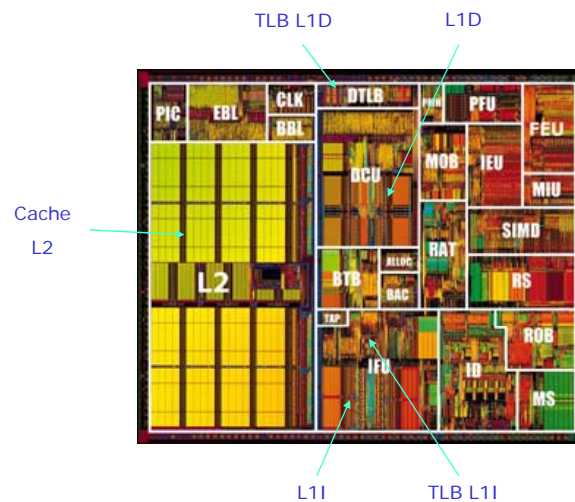 TLB L1D
L1D
PIC
EBL
CLK
BBL
DTLB
PMH
PFU
FEU
DCU
MOB
IEU
MIU
Cache
L2
L2
SIMD
RAT
BTB
ALLOC
BAC
RS
TAP
IFU
ID
ROB
MS
L1I
TLB L1I